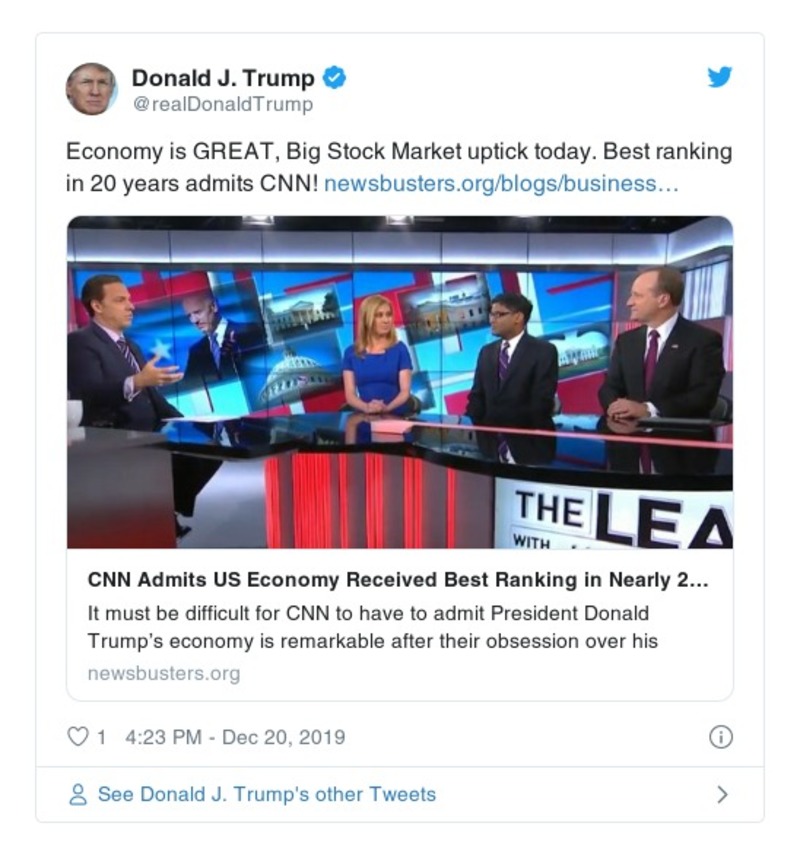 Donald J. Trump
@realDonaldTrump
Economy is GREAT, Big Stock Market uptick today. Best ranking
in 20 years admits CNN! newsbusters.org/blogs/business…
THE LEA
WITH
CNN Admits US Economy Received Best Ranking in Nearly 2...
It must be difficult for CNN to have to admit President Donald
Trump's economy is remarkable after their obsession over his
newsbusters.org
1 4:23 PM - Dec 20, 2019
See Donald J. Trump's other Tweets